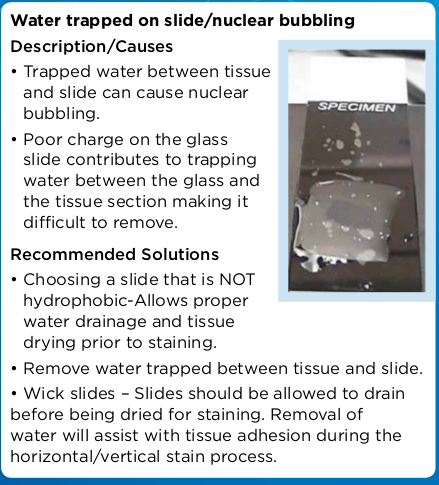 Water trapped on slide/nuclear bubbling
Description/Causes
• Trapped water between tissue
and slide can cause nuclear
bubbling.
• Poor charge on the glass
slide contributes to trapping
water between the glass and
the tissue section making it
difficult to remove.
SPECIMEN
Recommended Solutions
• Choosing a slide that is NOT
hydrophobic-Allows proper
water drainage and tissue
drying prior to staining.
• Remove water trapped between tissue and slide.
• Wick slides – Slides should be allowed to drain
before being dried for staining. Removal of
water will assist with tissue adhesion during the
horizontal/vertical stain process.